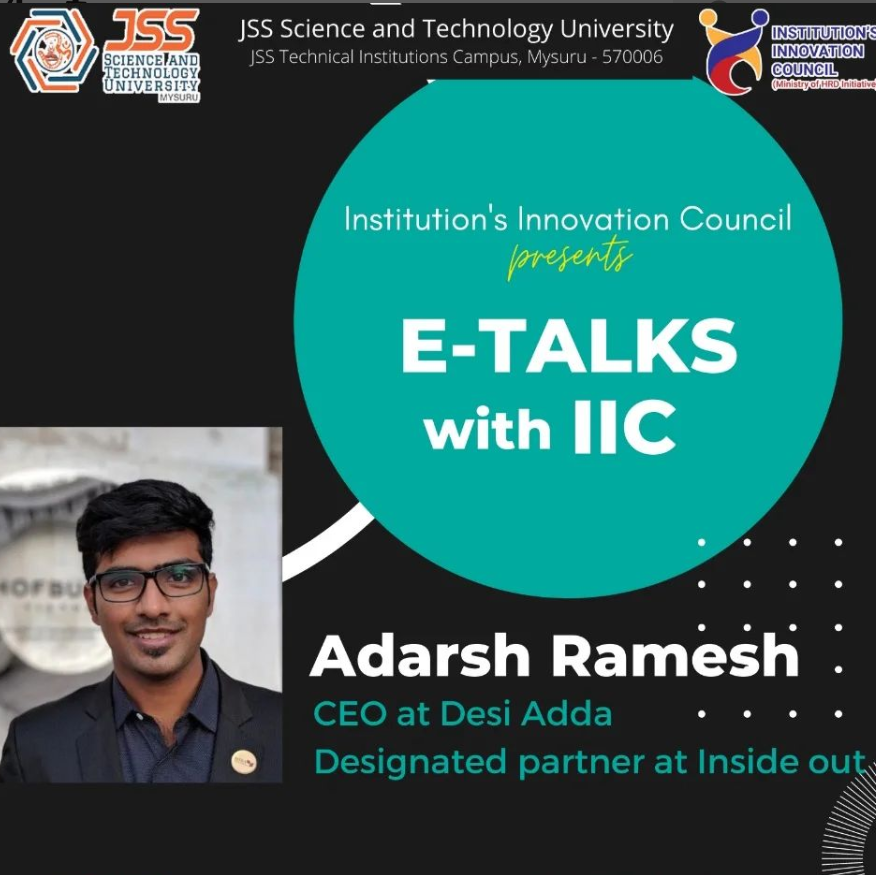 JSS
SCIENCE AND
TECHNOLOGY
UNIVERSITY
MYSURU
JSS Science and Technology University
JSS Technical Institutions Campus, Mysuru - 570006
INSTITUTION'S
INNOVATION
COUNCIL
(Ministry of HRD Initiative
Institution's Innovation Council
presents
E-TALKS
with IIC
HOFBU
Adarsh Ramesh
CEO at Desi Adda
Designated partner at Inside out